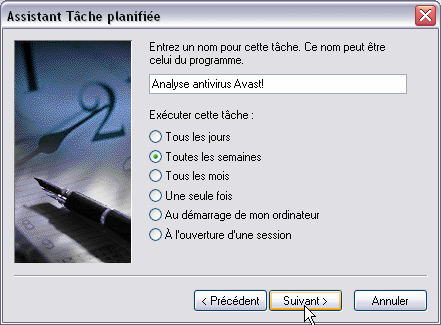 Assistant Tâche planifiée
Entrez un nom pour cette tâche. Ce nom peut être
celui du programme.
Analyse antivirus Avast!
Exécuter cette tâche :
Tous les jours
Toutes les semaines
Tous les mois
Une seule fois
Au démarrage de mon ordinateur
À l'ouverture d'une session
< Précédent
Suivant >
Annuler